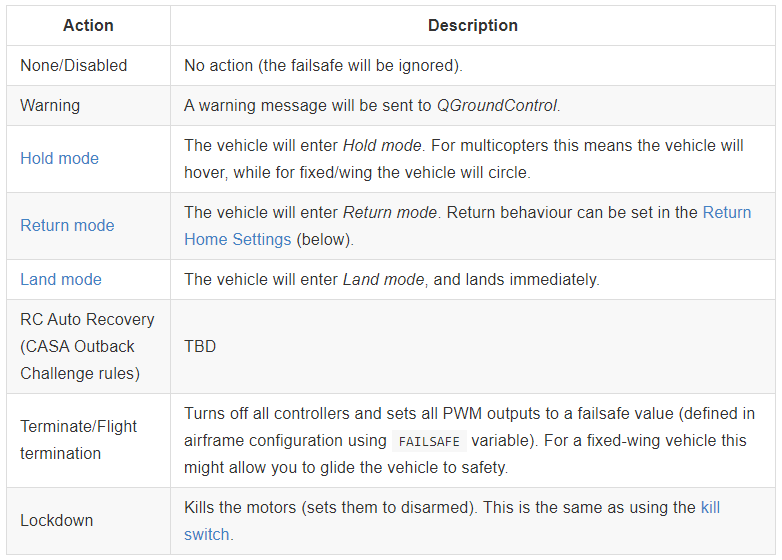 Action
Description
None/Disabled
No action (the failsafe will be ignored).
Warning
A warning message will be sent to QGroundControl.
Hold mode
The vehicle will enter Hold mode. For multicopters this means the vehicle will
hover, while for fixed/wing the vehicle will circle.
Return mode
The vehicle will enter Return mode. Return behaviour can be set in the Return
Home Settings (below).
Land mode
The vehicle will enter Land mode, and lands immediately.
RC Auto Recovery
(CASA Outback
Challenge rules)
TBD
Terminate/Flight
termination
Turns off all controllers and sets all PWM outputs to a failsafe value (defined in
airframe configuration using FAILSAFE variable). For a fixed-wing vehicle this
might allow you to glide the vehicle to safety.
Lockdown
Kills the motors (sets them to disarmed). This is the same as using the kill
switch.